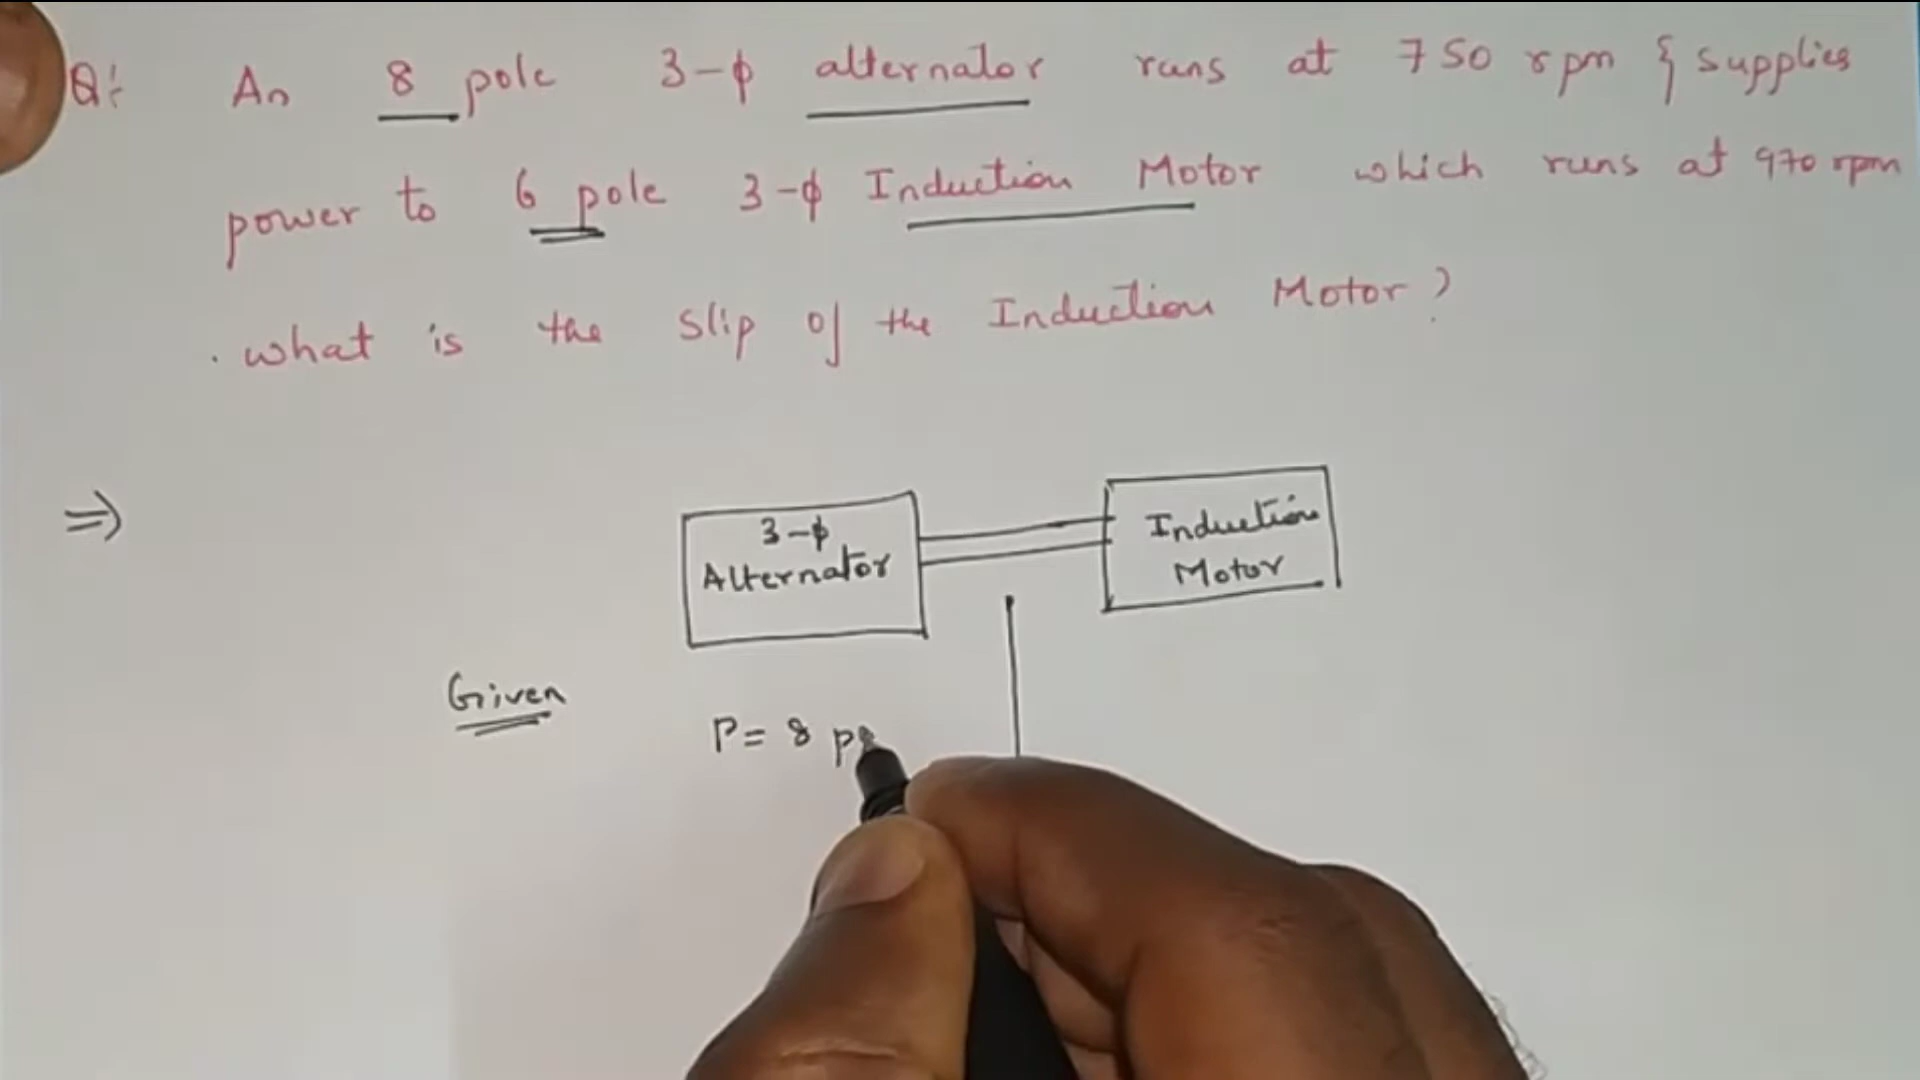 Q: An 8 pole 3-ϕ alternator runs at 750 rpm & supplies
power to 6 pole 3-ϕ Induction Motor which runs at 970 rpm
. what is the slip of the Induction Motor?
⇒
3-ϕ
Alternator
Induction
Motor
Given
P= 8